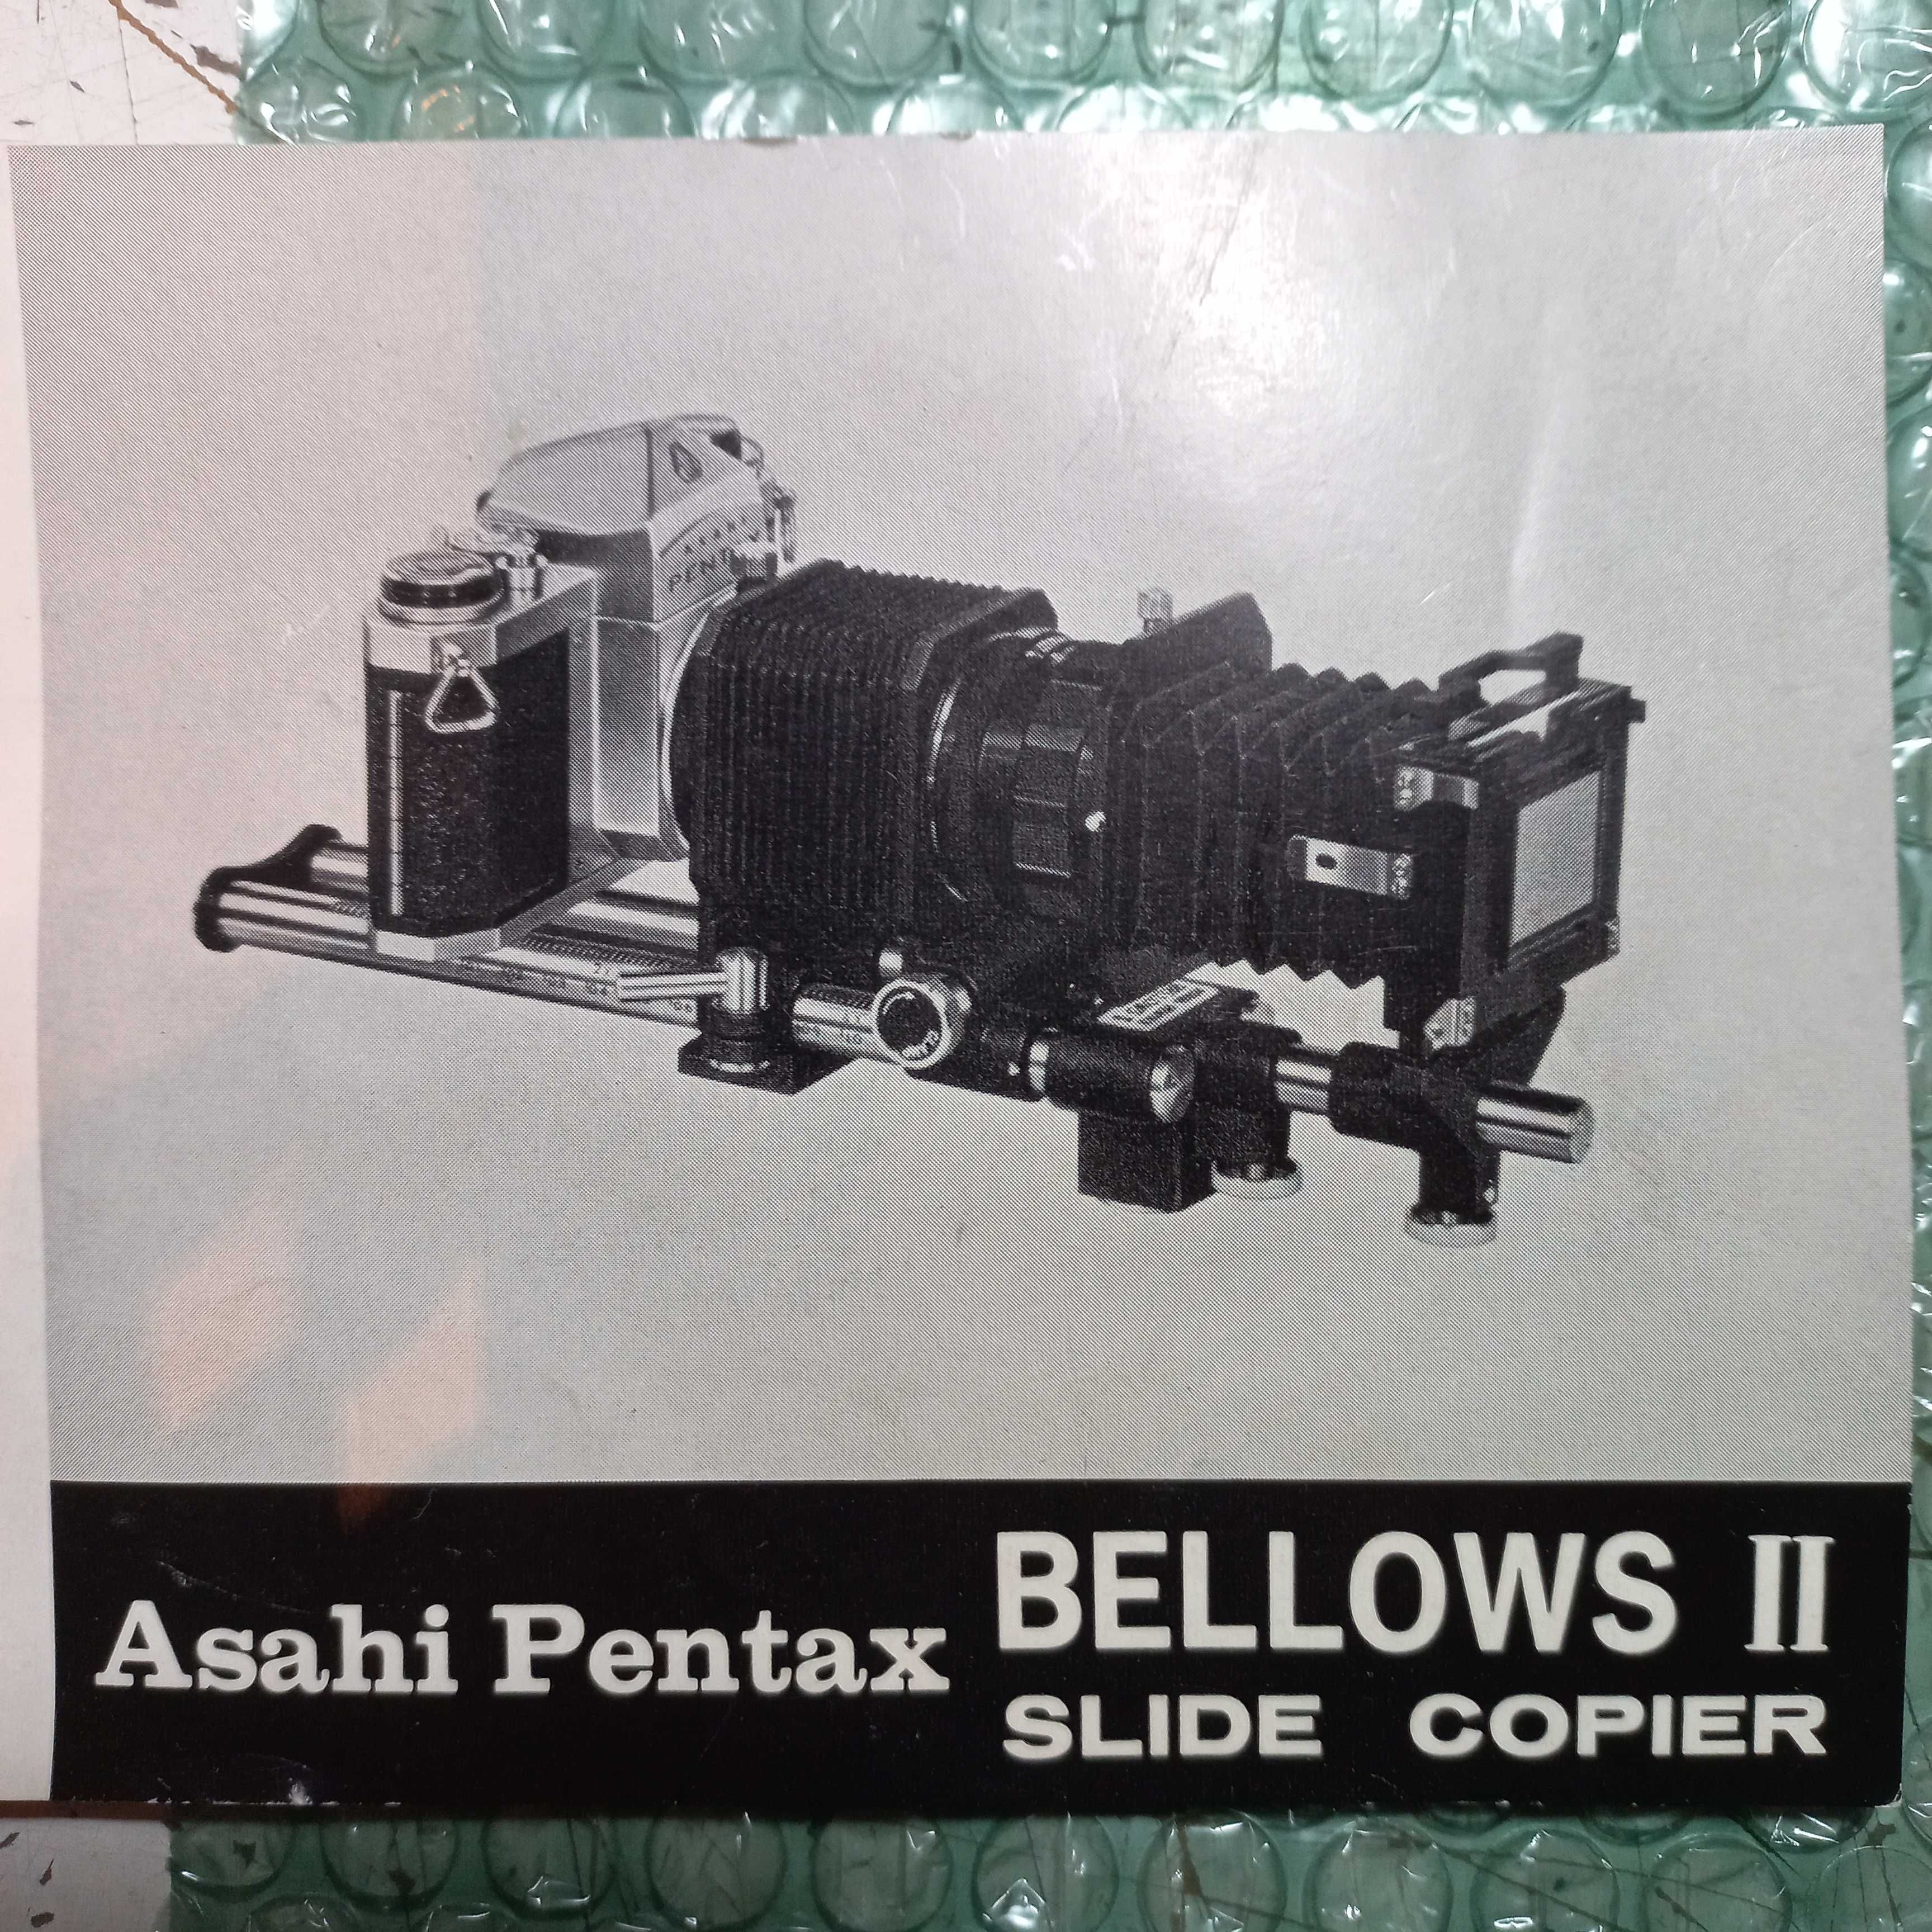 Asahi Pentax
BELLOWS II
SLIDE COPIER